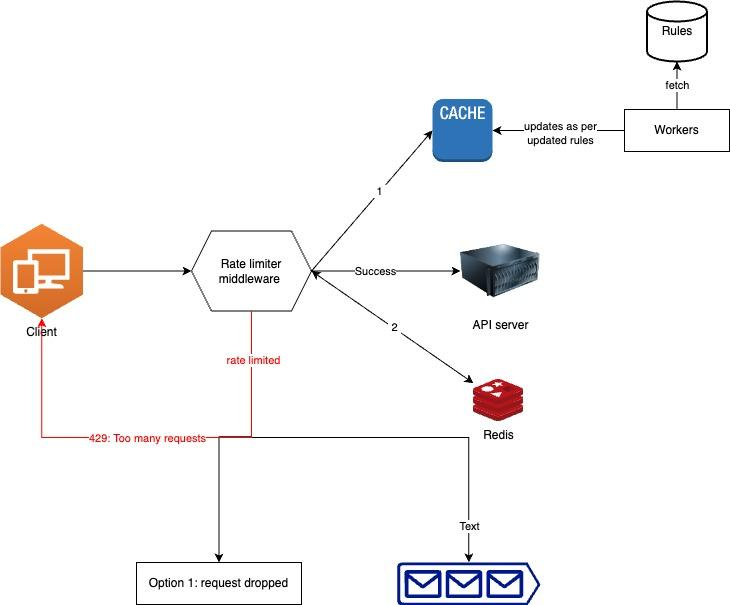 Rules
fetch
CACHE
updates as per
updated rules
Workers
1
Rate limiter
middleware
Success
Client
API server
2
rate limited
Redis
429: Too many requests
Text
Option 1: request dropped